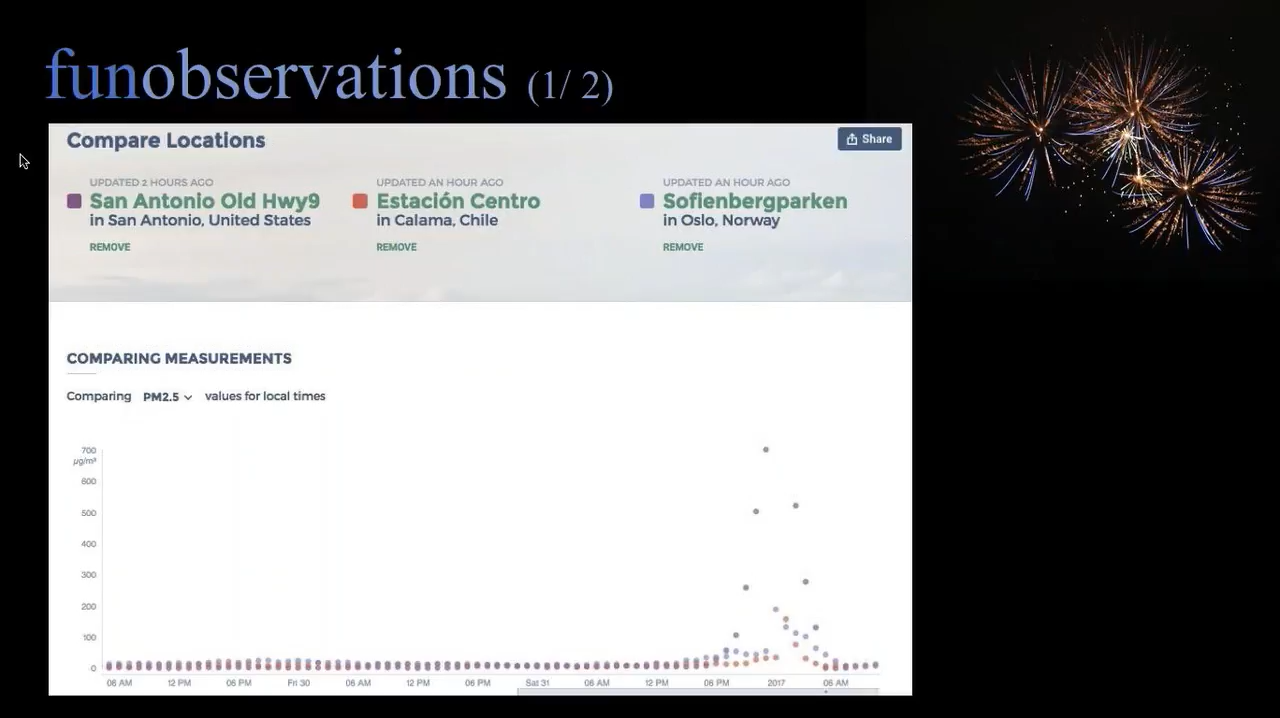 funobservations (1/ 2)
Compare Locations
Share
UPDATED 2 HOURS AGO
San Antonio Old Hwy9
in San Antonio, United States
REMOVE
UPDATED AN HOUR AGO
Estación Centro
in Calama, Chile
REMOVE
UPDATED AN HOUR AGO
Sofienbergparken
in Oslo, Norway
REMOVE
COMPARING MEASUREMENTS
Comparing PM2.5 values for local times
700
µg/m³
600
500
400
300
200
100
0
06 AM 12 PM 06 PM Fri 30 06 AM 12 PM 06 PM Sat 31 06 AM 12 PM 06 PM 2017 06 AM